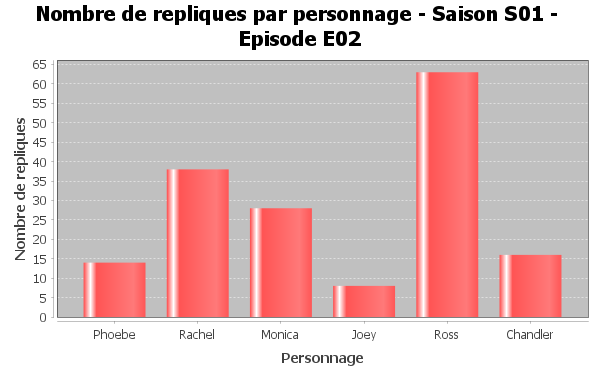 Nombre de repliques par personnage - Saison S01 -
Episode E02
Nombre de repliques
65
60
55
50
45
40
35
30
25
20
15
10
5
0
Phoebe Rachel Monica Joey Ross Chandler
Personnage